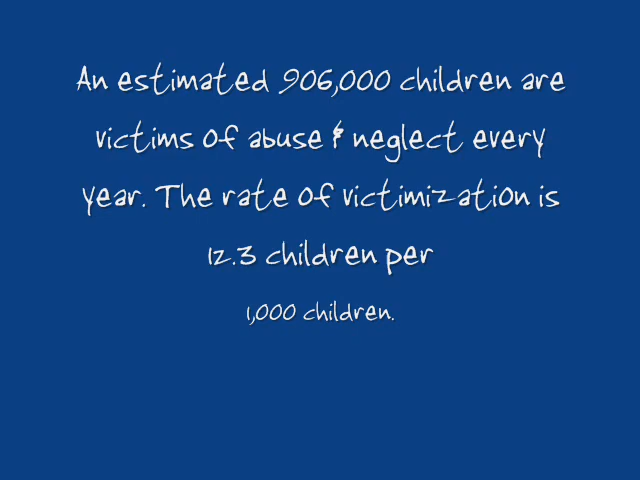 An estimated 906,000 children are
victims of abuse & neglect every
year. The rate of victimization is
12.3 children per
1,000 children.